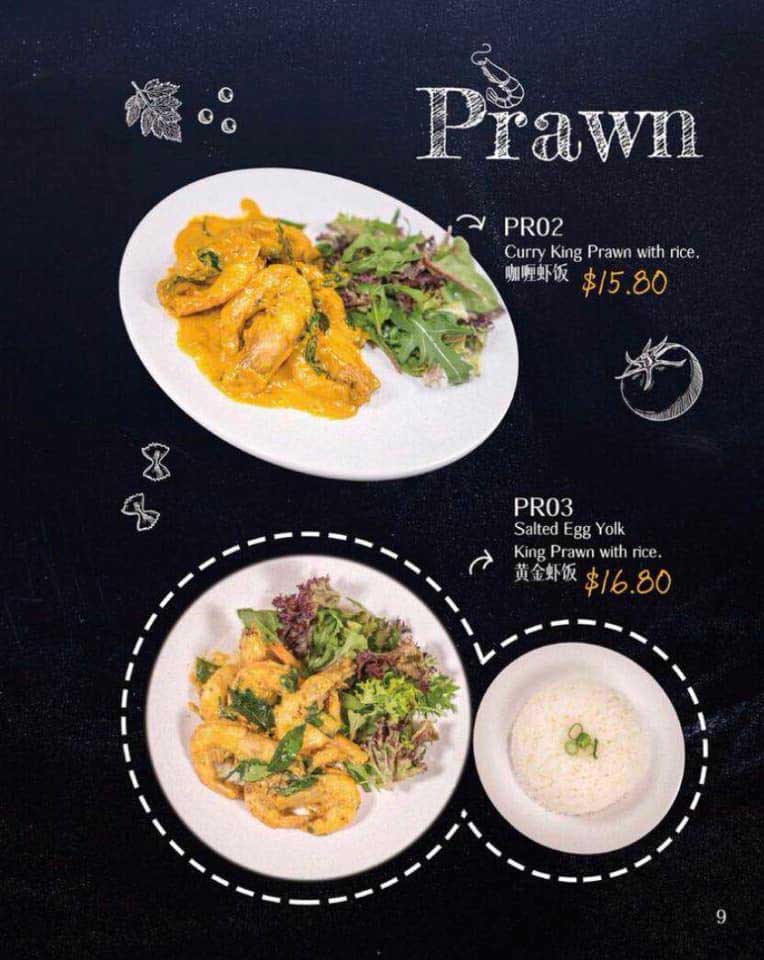 Prawn
PR02
Curry King Prawn with rice.
咖喱虾饭 $15.80
PR03
Salted Egg Yolk
King Prawn with rice.
黄金虾饭 $16.80
9